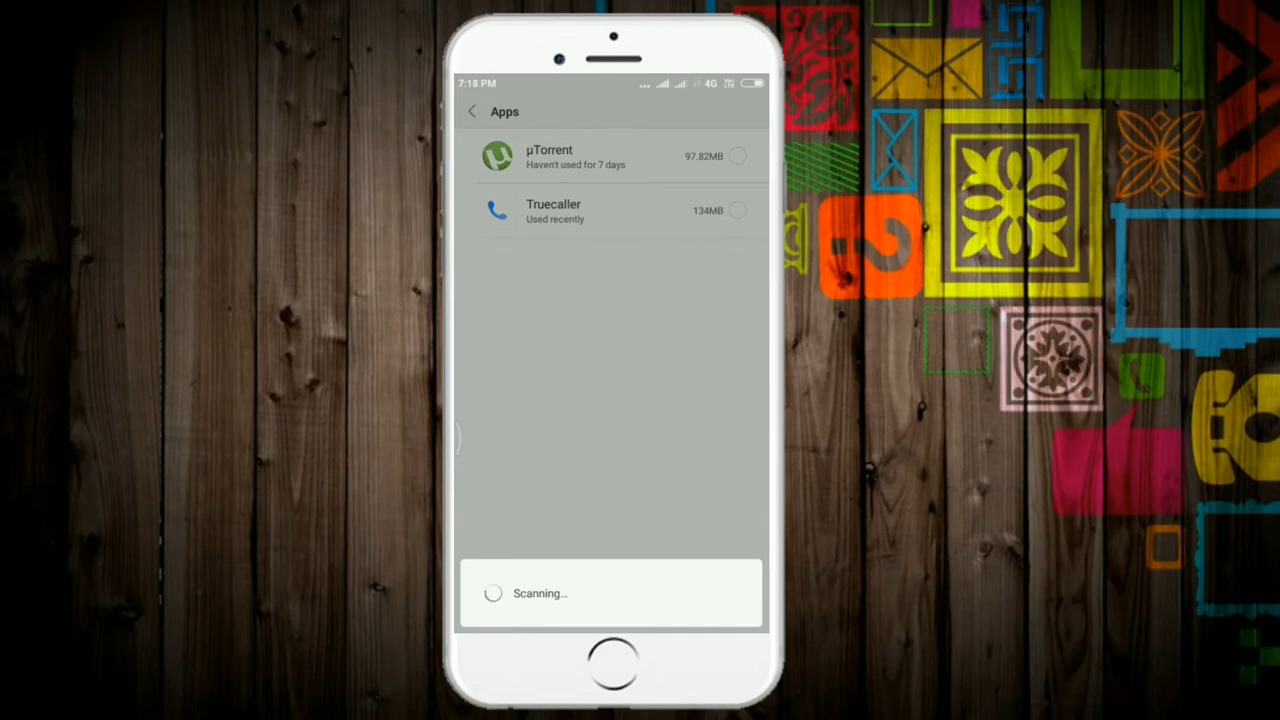 7:18 PM
4G
Apps
µTorrent
Haven't used for 7 days
97.82MB
Truecaller
Used recently
134MB
Scanning...